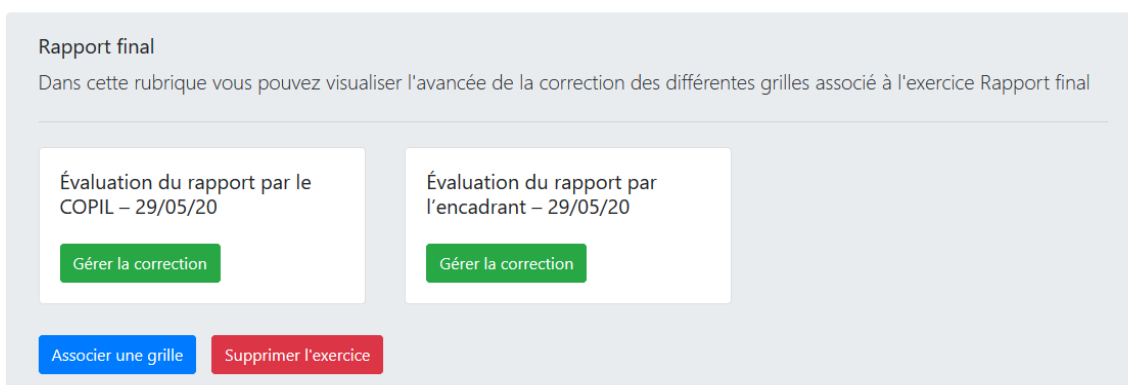 Rapport final
Dans cette rubrique vous pouvez visualiser l'avancée de la correction des différentes grilles associé à l'exercice Rapport final
Évaluation du rapport par le
COPIL – 29/05/20
Gérer la correction
Évaluation du rapport par
l’encadrant – 29/05/20
Gérer la correction
Associer une grille
Supprimer l'exercice